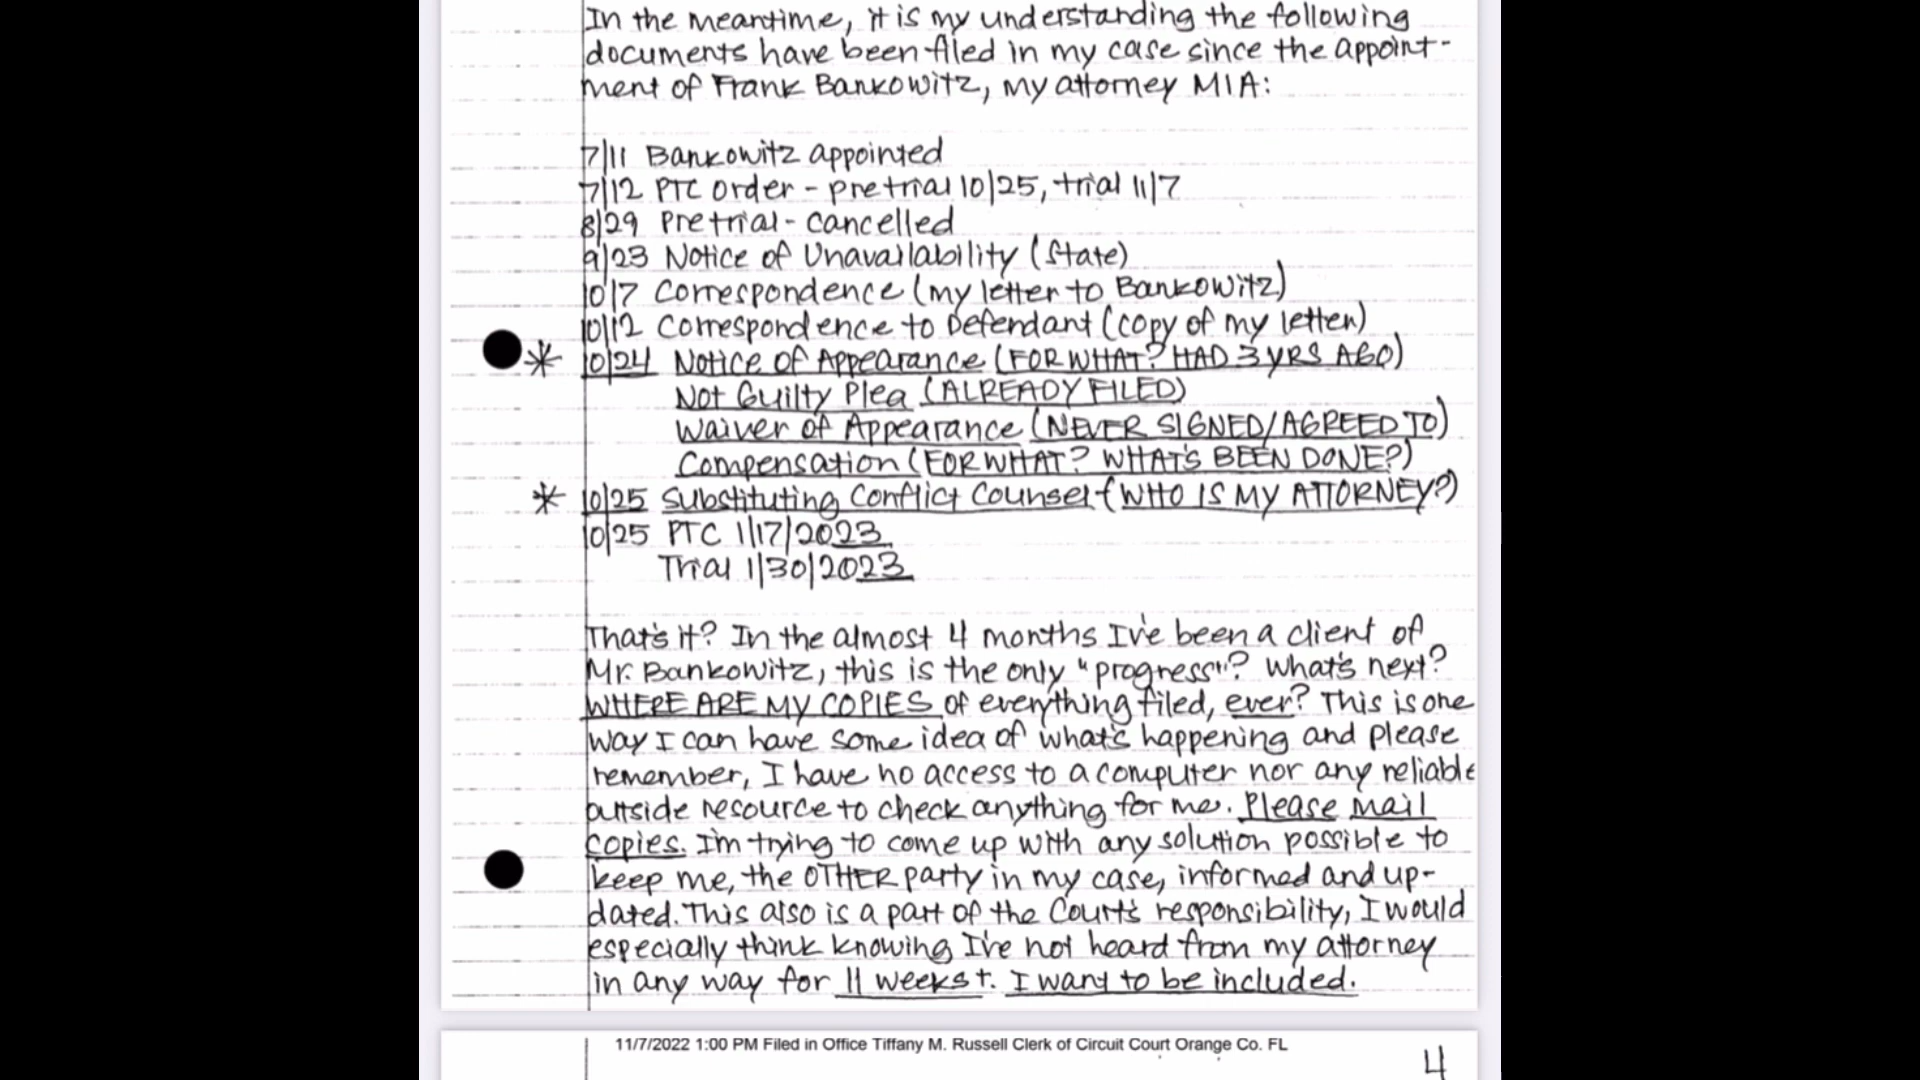 In the meantime, it is my understanding the following
documents have been filed in my case since the appoint-
ment of Frank Bankowitz, my attorney MIA:
7/11 Bankowitz appointed
7/12 PTC order - pretrial 10/25, trial 11/7
8/29 Pretrial - cancelled
9/23 Notice of Unavailability (State)
10/7 Correspondence (my letter to Bankowitz)
10/12 Correspondence to Defendant (copy of my letter)
* 10/24 Notice of Appearance (FOR WHAT? HAD 3 YRS AGO)
Not Guilty Plea (ALREADY FILED)
Waiver of Appearance (NEVER SIGNED/AGREED TO)
Compensation (FOR WHAT? WHAT'S BEEN DONE?)
* 10/25 Substituting Conflict Counsel (WHO IS MY ATTORNEY?)
10/25 PTC 1/17/2023
Trial 1/30/2023
That's it? In the almost 4 months I've been a client of
Mr. Bankowitz, this is the only "progress"? What's next?
WHERE ARE MY COPIES of everything filed, ever? This is one
way I can have some idea of what's happening and please
remember, I have no access to a computer nor any reliable
outside resource to check anything for me. Please mail
copies. I'm trying to come up with any solution possible to
keep me, the OTHER party in my case, informed and up-
dated. This also is a part of the Court's responsibility, I would
especially think knowing I've not heard from my attorney
in any way for 11 weeks+. I want to be included.
11/7/2022 1:00 PM Filed in Office Tiffany M. Russell Clerk of Circuit Court Orange Co. FL
4